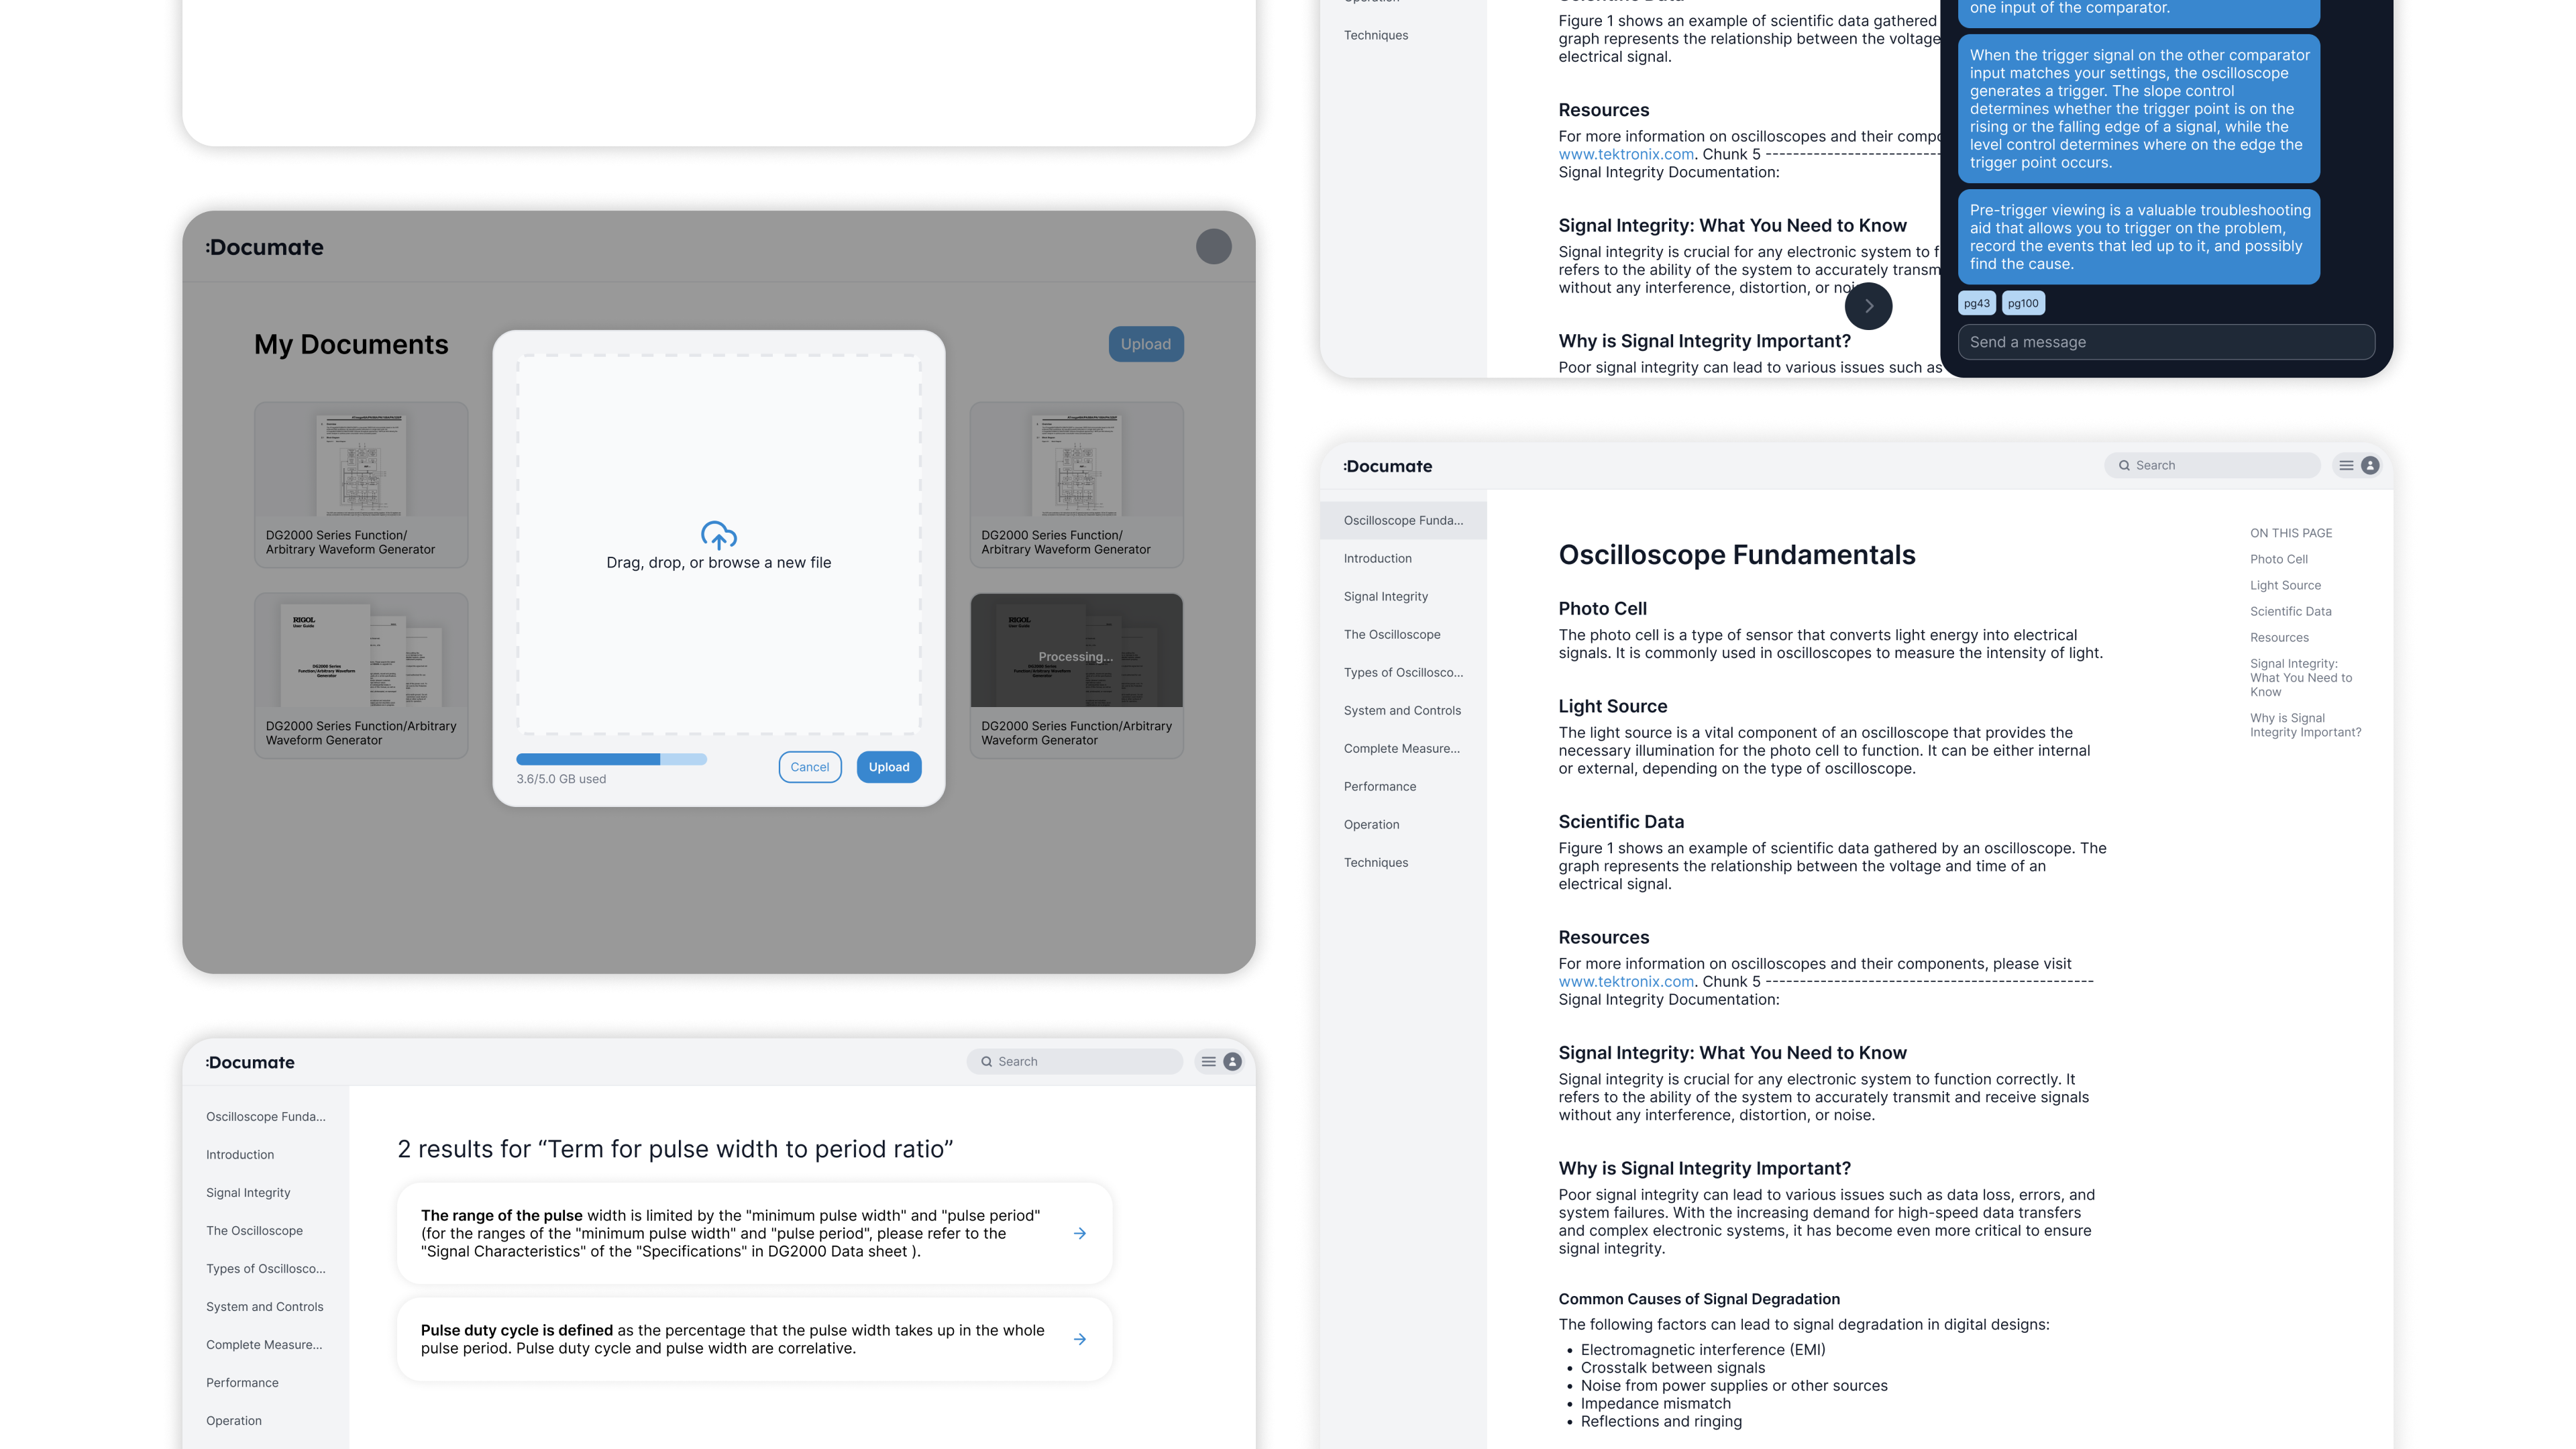 :Documate
My Documents
Upload
DG2000 Series Function/
Arbitrary Waveform Generator
DG2000 Series Function/
Arbitrary Waveform Generator
RIGOL
User Guide
DG2000 Series
Function/Arbitrary Waveform
Generator
DG2000 Series Function/Arbitrary
Waveform Generator
Processing...
DG2000 Series Function/Arbitrary
Waveform Generator
Drag, drop, or browse a new file
3.6/5.0 GB used
Cancel
Upload
:Documate
Search
Oscilloscope Funda...
Introduction
Signal Integrity
The Oscilloscope
Types of Oscillosco...
System and Controls
Complete Measure...
Performance
Operation
2 results for “Term for pulse width to period ratio”
The range of the pulse width is limited by the "minimum pulse width" and "pulse period"
(for the ranges of the "minimum pulse width" and "pulse period", please refer to the
"Signal Characteristics" of the "Specifications" in DG2000 Data sheet ).
Pulse duty cycle is defined as the percentage that the pulse width takes up in the whole
pulse period. Pulse duty cycle and pulse width are correlative.
Techniques
Figure 1 shows an example of scientific data gathered
graph represents the relationship between the voltage
electrical signal.
Resources
For more information on oscilloscopes and their
www.tektronix.com. Chunk 5 --------------------------
Signal Integrity Documentation:
Signal Integrity: What You Need to Know
Signal integrity is crucial for any electronic system to
refers to the ability of the system to accurately
without any interference, distortion, or
Why is Signal Integrity Important?
Poor signal integrity can lead to various issues such as
one input of the comparator.
When the trigger signal on the other comparator
input matches your settings, the oscilloscope
generates a trigger. The slope control
determines whether the trigger point is on the
rising or the falling edge of a signal, while the
level control determines where on the edge the
trigger point occurs.
Pre-trigger viewing is a valuable troubleshooting
aid that allows you to trigger on the problem,
record the events that led up to it, and possibly
find the cause.
pg43 pg100
Send a message
:Documate
Search
Oscilloscope Funda...
Introduction
Signal Integrity
The Oscilloscope
Types of Oscillosco...
System and Controls
Complete Measure...
Performance
Operation
Techniques
Oscilloscope Fundamentals
Photo Cell
The photo cell is a type of sensor that converts light energy into electrical
signals. It is commonly used in oscilloscopes to measure the intensity of light.
Light Source
The light source is a vital component of an oscilloscope that provides the
necessary illumination for the photo cell to function. It can be either internal
or external, depending on the type of oscilloscope.
Scientific Data
Figure 1 shows an example of scientific data gathered by an oscilloscope. The
graph represents the relationship between the voltage and time of an
electrical signal.
Resources
For more information on oscilloscopes and their components, please visit
www.tektronix.com. Chunk 5 ------------------------------------------------
Signal Integrity Documentation:
Signal Integrity: What You Need to Know
Signal integrity is crucial for any electronic system to function correctly. It
refers to the ability of the system to accurately transmit and receive signals
without any interference, distortion, or noise.
Why is Signal Integrity Important?
Poor signal integrity can lead to various issues such as data loss, errors, and
system failures. With the increasing demand for high-speed data transfers
and complex electronic systems, it has become even more critical to ensure
signal integrity.
Common Causes of Signal Degradation
The following factors can lead to signal degradation in digital designs:
• Electromagnetic interference (EMI)
• Crosstalk between signals
• Noise from power supplies or other sources
• Impedance mismatch
• Reflections and ringing
ON THIS PAGE
Photo Cell
Light Source
Scientific Data
Resources
Signal Integrity:
What You Need to
Know
Why is Signal
Integrity Important?